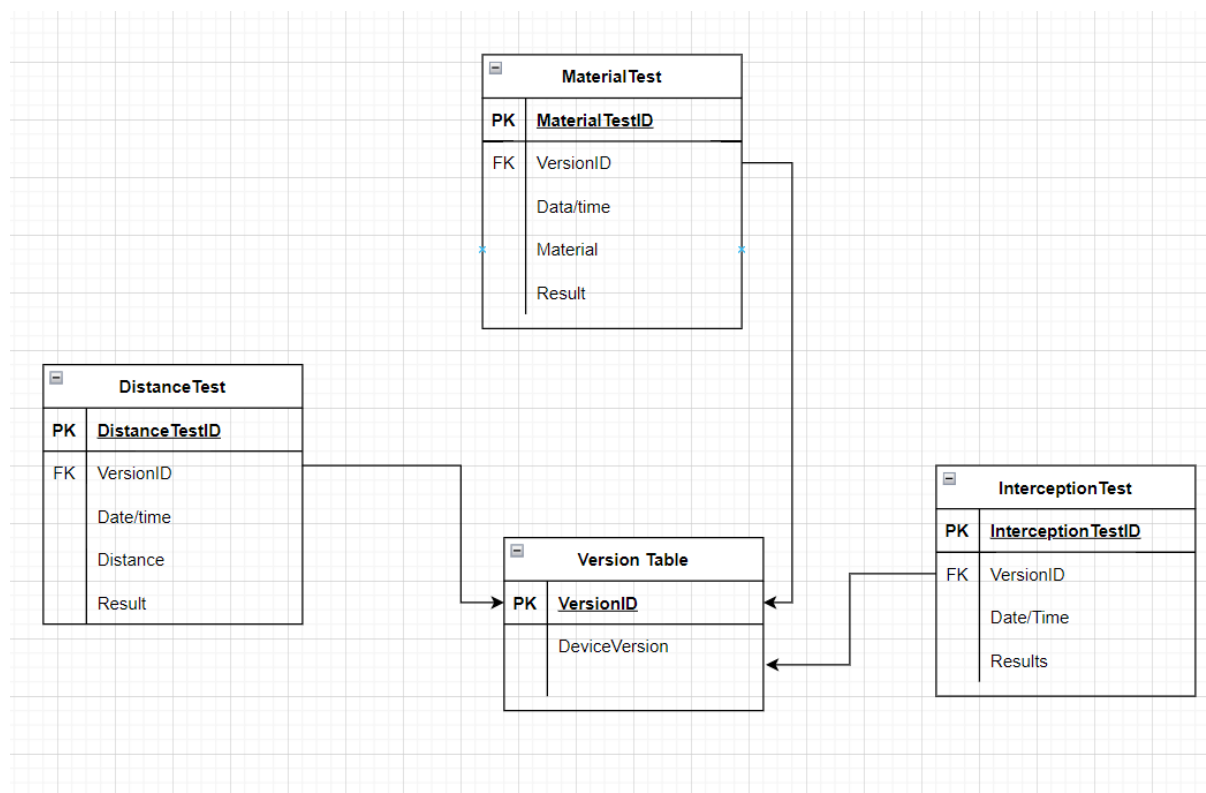 MaterialTest
PK MaterialTestID
FK VersionID
Data/time
Material
Result
DistanceTest
PK DistanceTestID
FK VersionID
Date/time
Distance
Result
Version Table
PK VersionID
DeviceVersion
InterceptionTest
PK InterceptionTestID
FK VersionID
Date/Time
Results